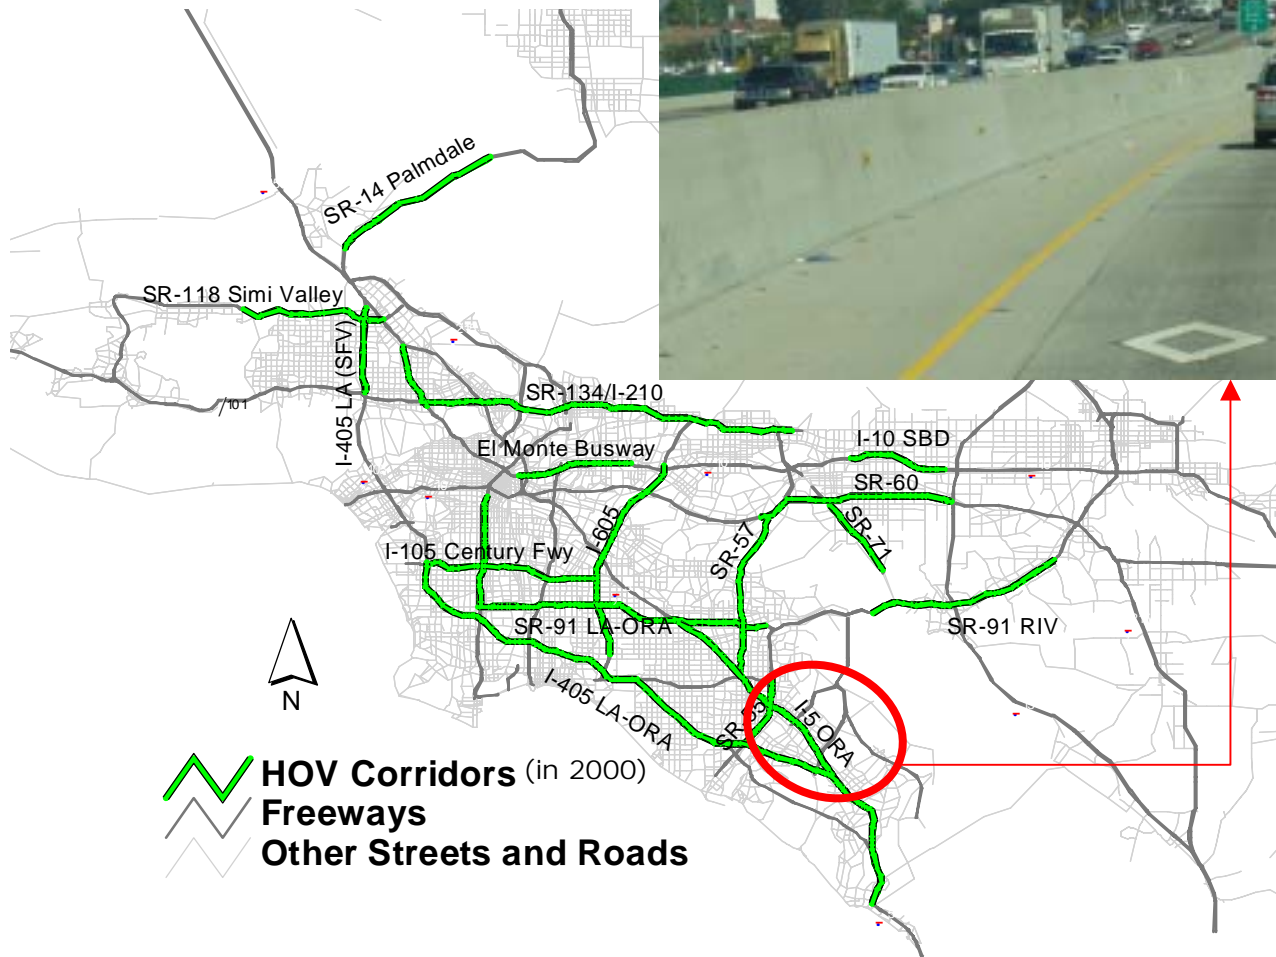 SR-14 Palmdale
SR-118 Simi Valley
I-405 LA (SFV)
101
SR-134/I-210
El Monte Busway
I-10 SBD
SR-60
I-605
SR-57
SR-71
I-105 Century Fwy
SR-91 LA-ORA
SR-91 RIV
I-405 LA-ORA
SR-55
I-5 ORA
N
HOV Corridors (in 2000)
Freeways
Other Streets and Roads